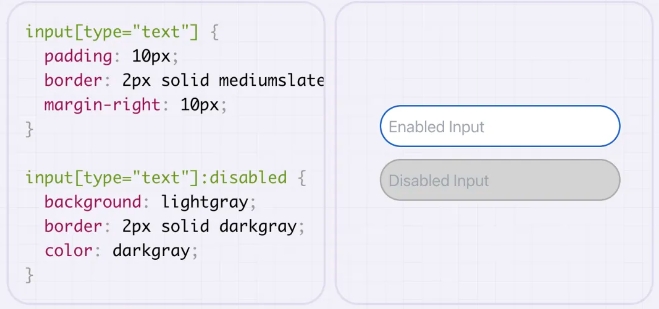 input[type="text"] {
padding: 10px;
border: 2px solid mediumslate
margin-right: 10px;
}
input[type="text"]:disabled {
background: lightgray;
border: 2px solid darkgray;
color: darkgray;
}
Enabled Input
Disabled Input